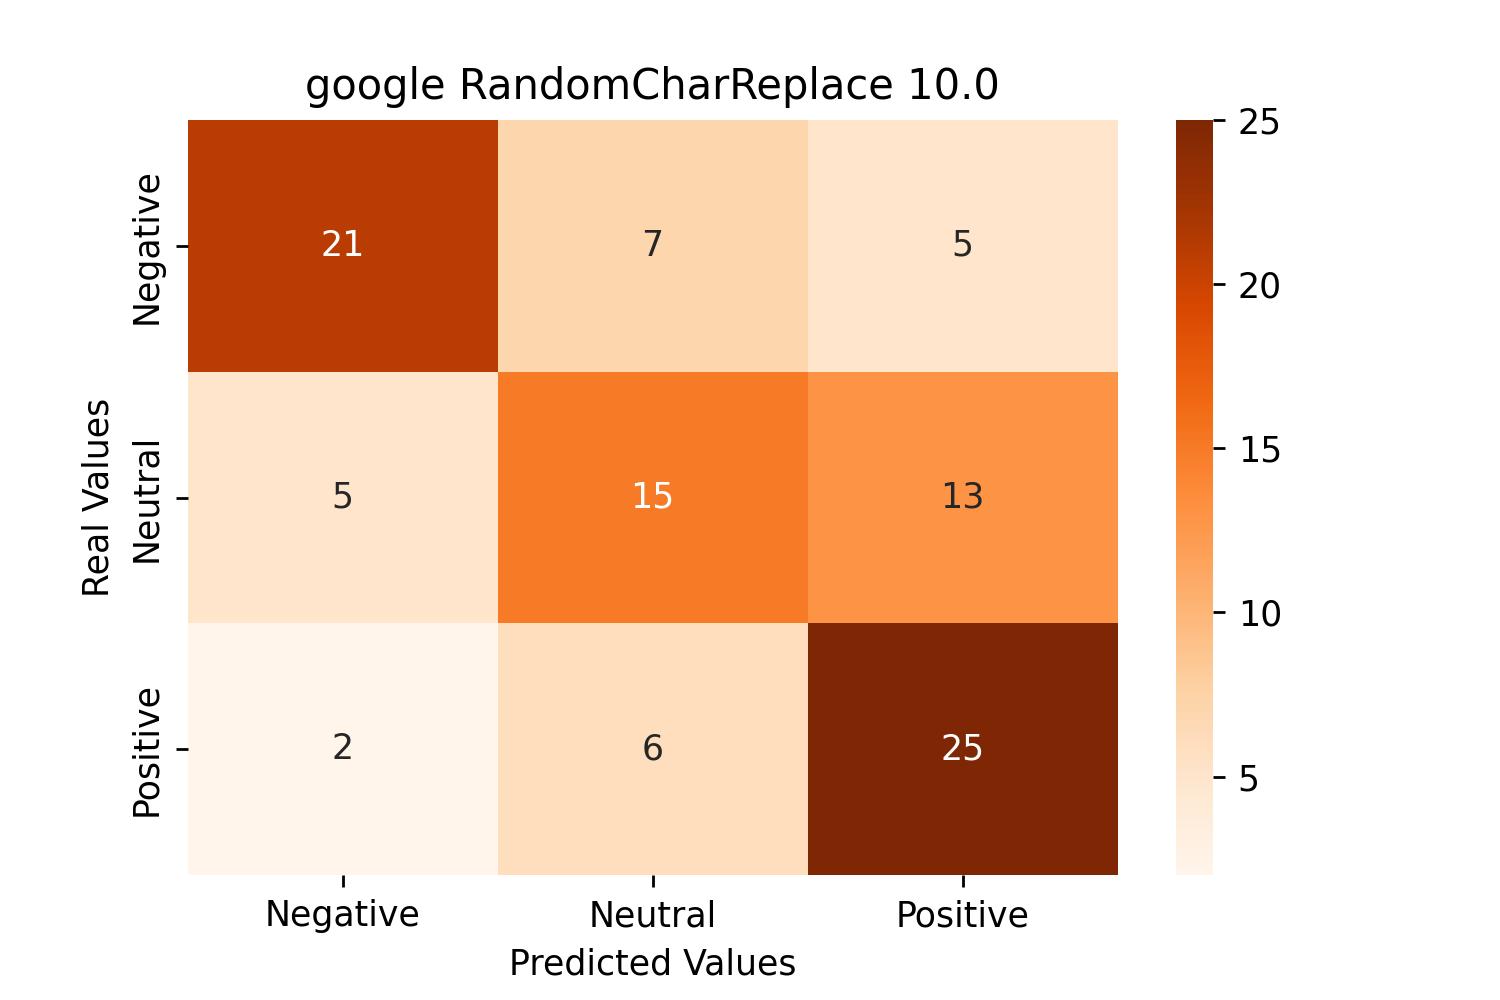 google RandomCharReplace 10.0
Real Values
Negative
21 7 5
Neutral
5 15 13
Positive
2 6 25
Negative Neutral Positive
Predicted Values
25
20
15
10
5